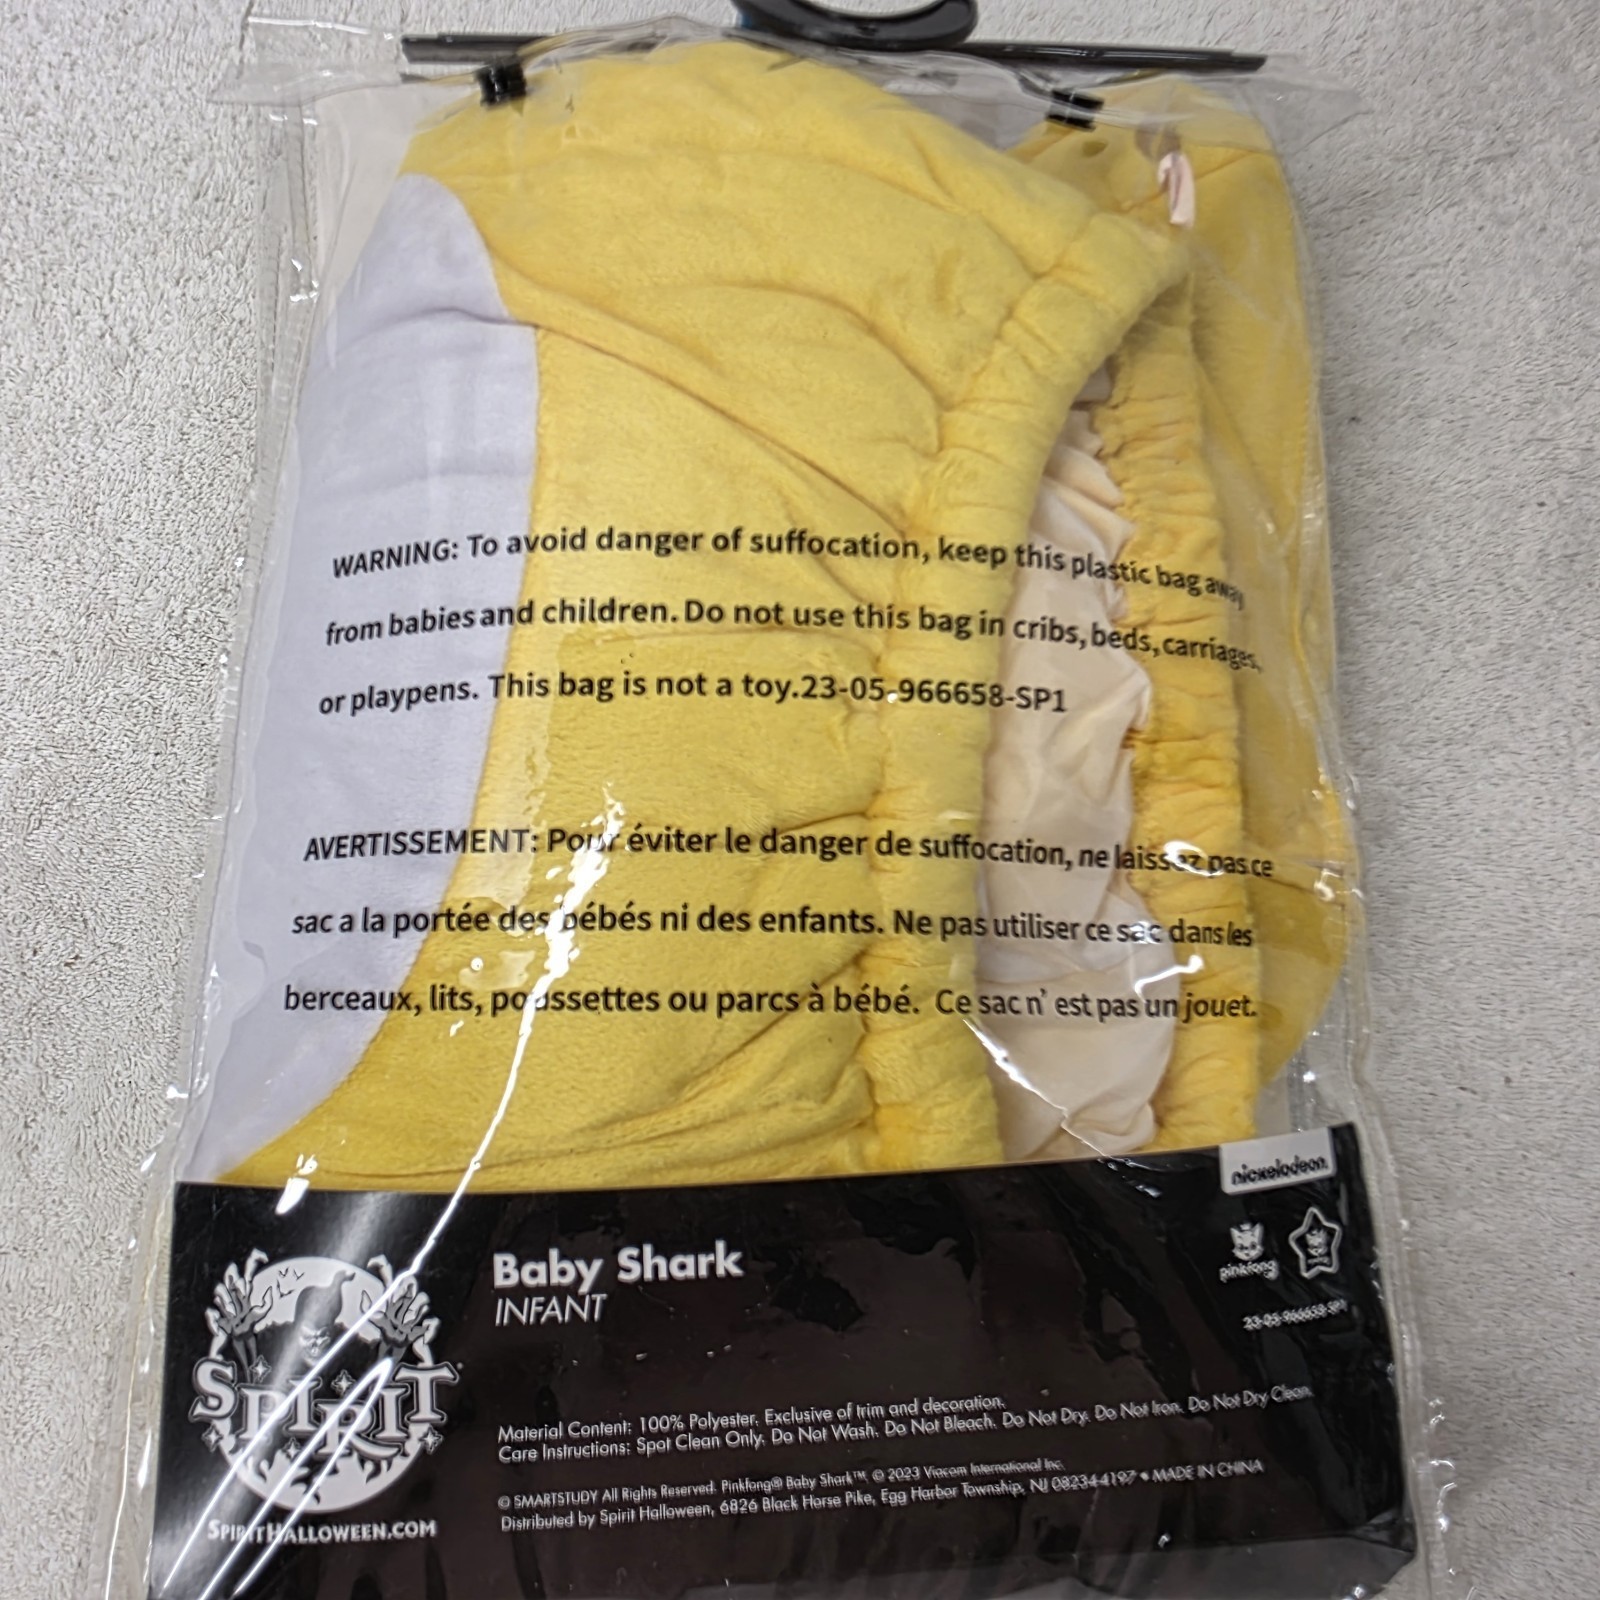 WARNING: To avoid danger of suffocation, keep this plastic bag away
from babies and children. Do not use this bag in cribs, beds, carriages,
or playpens. This bag is not a toy.23-05-966658-SP1
AVERTISSEMENT: Pour éviter le danger de suffocation, ne laissez pas ce
sac a la portée des bébés ni des enfants. Ne pas utiliser ce sac dans les
berceaux, lits, poussettes ou parcs à bébé. Ce sac n' est pas un jouet.
nickelodeon
Baby Shark
INFANT
pinkfong
SPIRIT
SPIRITHALLOWEEN.COM
Material Content: 100% Polyester. Exclusive of trim and decoration.
Care Instructions: Spot Clean Only. Do Not Wash. Do Not Bleach. Do Not Dry. Do Not Iron. Do Not Dry Clean.
© SMARTSTUDY All Rights Reserved. Pinkfong® Baby Shark™, © 2023 Viacom International Inc.
Distributed by Spirit Halloween, 6826 Black Horse Pike, Egg Harbor Township, NJ 08234-4197 • MADE IN CHINA